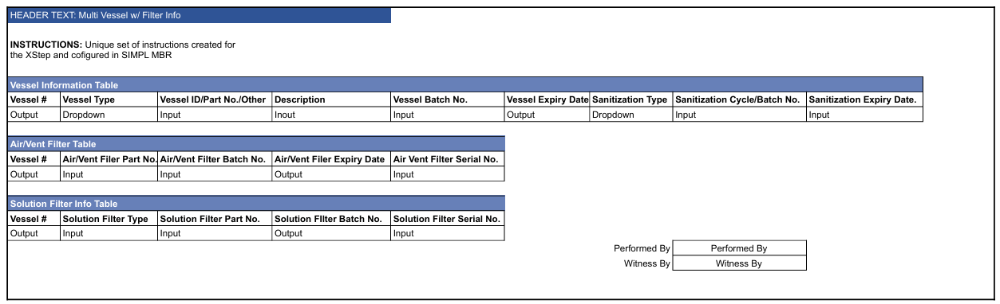 HEADER TEXT: Multi Vessel w/ Filter Info
INSTRUCTIONS: Unique set of instructions created for
the XStep and cofigured in SIMPL MBR
Vessel Information Table
Vessel # Vessel Type Vessel ID/Part No./Other Description Vessel Batch No. Vessel Expiry Date Sanitization Type Sanitization Cycle/Batch No. Sanitization Expiry Date.
Output Dropdown Input Inout Input Output Dropdown Input Input
Air/Vent Filter Table
Vessel # Air/Vent Filer Part No. Air/Vent Filter Batch No. Air/Vent Filer Expiry Date Air Vent Filter Serial No.
Output Input Input Output Input
Solution Filter Info Table
Vessel # Solution Filter Type Solution Filter Part No. Solution FIlter Batch No. Solution Filter Serial No.
Output Input Input Output Input
Performed By Performed By
Witness By Witness By